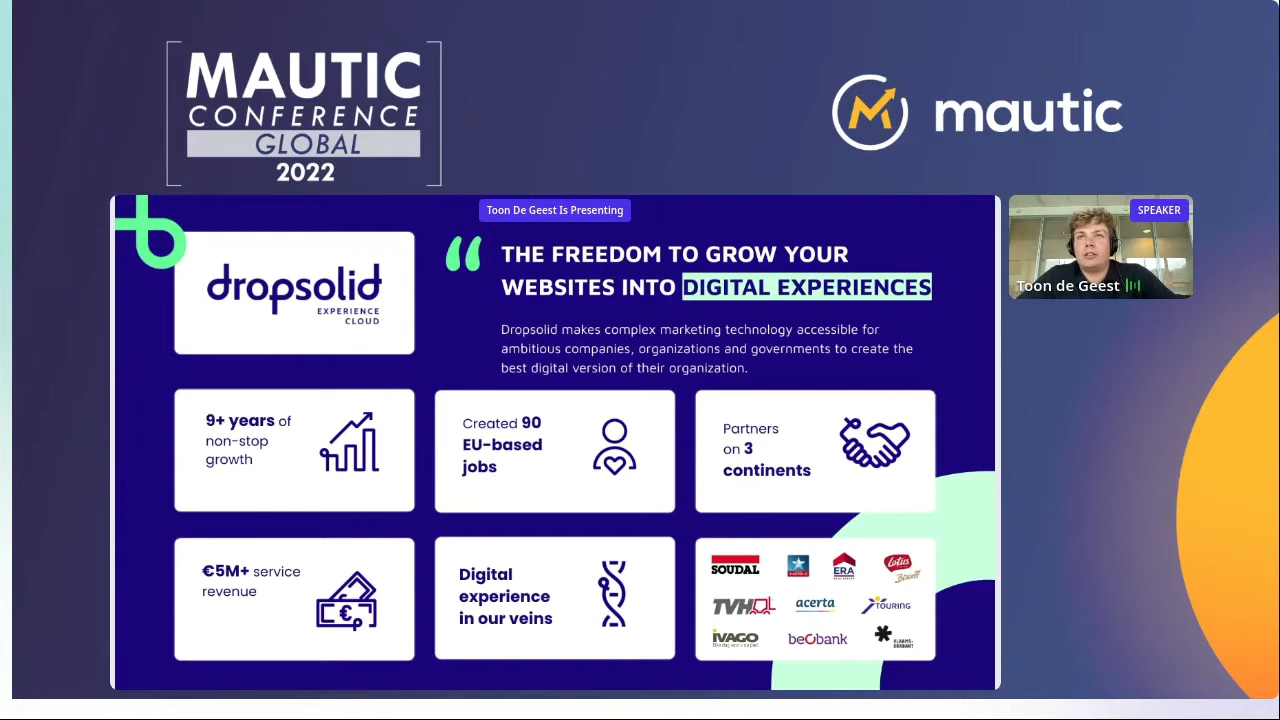 MAUTIC
CONFERENCE
GLOBAL
2022
mautic
Toon De Geest Is Presenting
SPEAKER
Toon de Geest
dropsolid
EXPERIENCE
CLOUD
THE FREEDOM TO GROW YOUR
WEBSITES INTO DIGITAL EXPERIENCES
Dropsolid makes complex marketing technology accessible for
ambitious companies, organizations and governments to create the
best digital version of their organization.
9+ years of
non-stop
growth
Created 90
EU-based
jobs
Partners
on 3
continents
€5M+ service
revenue
Digital
experience
in our veins
SOUDAL
ERA
Lotus
TVH
acerta
TOURING
IVAGO
beobank
VLAAMS-
BRABANT